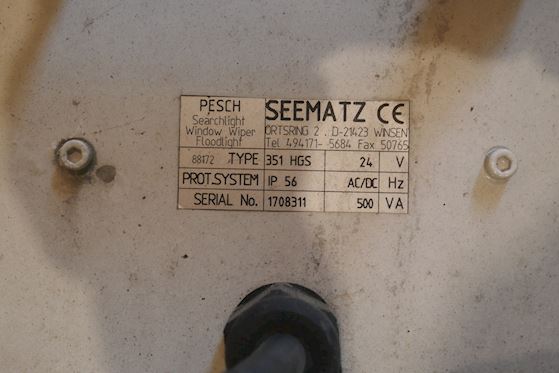 PESCH SEEMATZ CE
Searchlight ORTSRING 2 . D-21423 WINSEN
Window Wiper Tel 494171- 5684 Fax 50765
Floodlight
88172 TYPE 351 HGS 24 V
PROT.SYSTEM IP 56 AC/DC Hz
SERIAL No. 1708311 500 VA